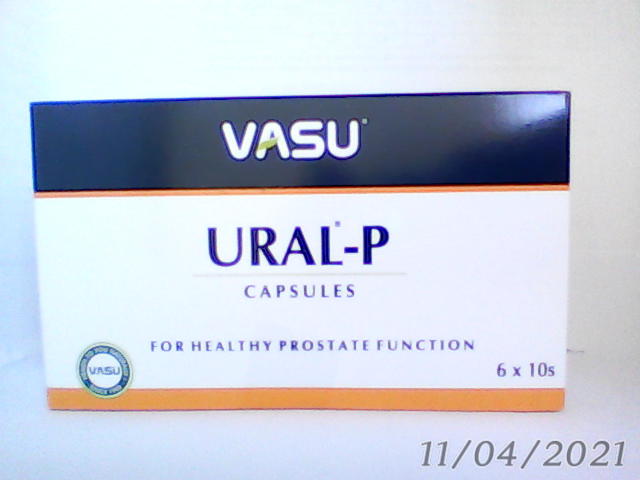 VASU®
URAL®-P
CAPSULES
FOR HEALTHY PROSTATE FUNCTION
VASU
6 x 10s
11/04/2021